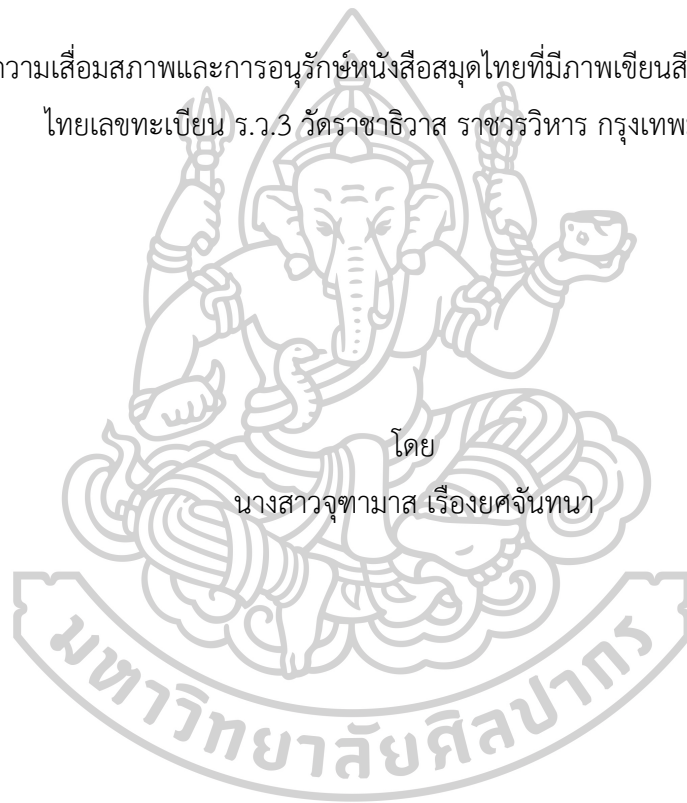 วามเสื่อมสภาพและการอนุรักษ์หนังสือสมุดไทยที่มีภาพเขียนสี
ไทยเลขทะเบียน ร.ว.3 วัดราชาธิวาส ราชวรวิหาร กรุงเทพ
โดย
นางสาวจุฑามาส เรืองยศจันทนา
มหาวิทยาลัยศิลปากร